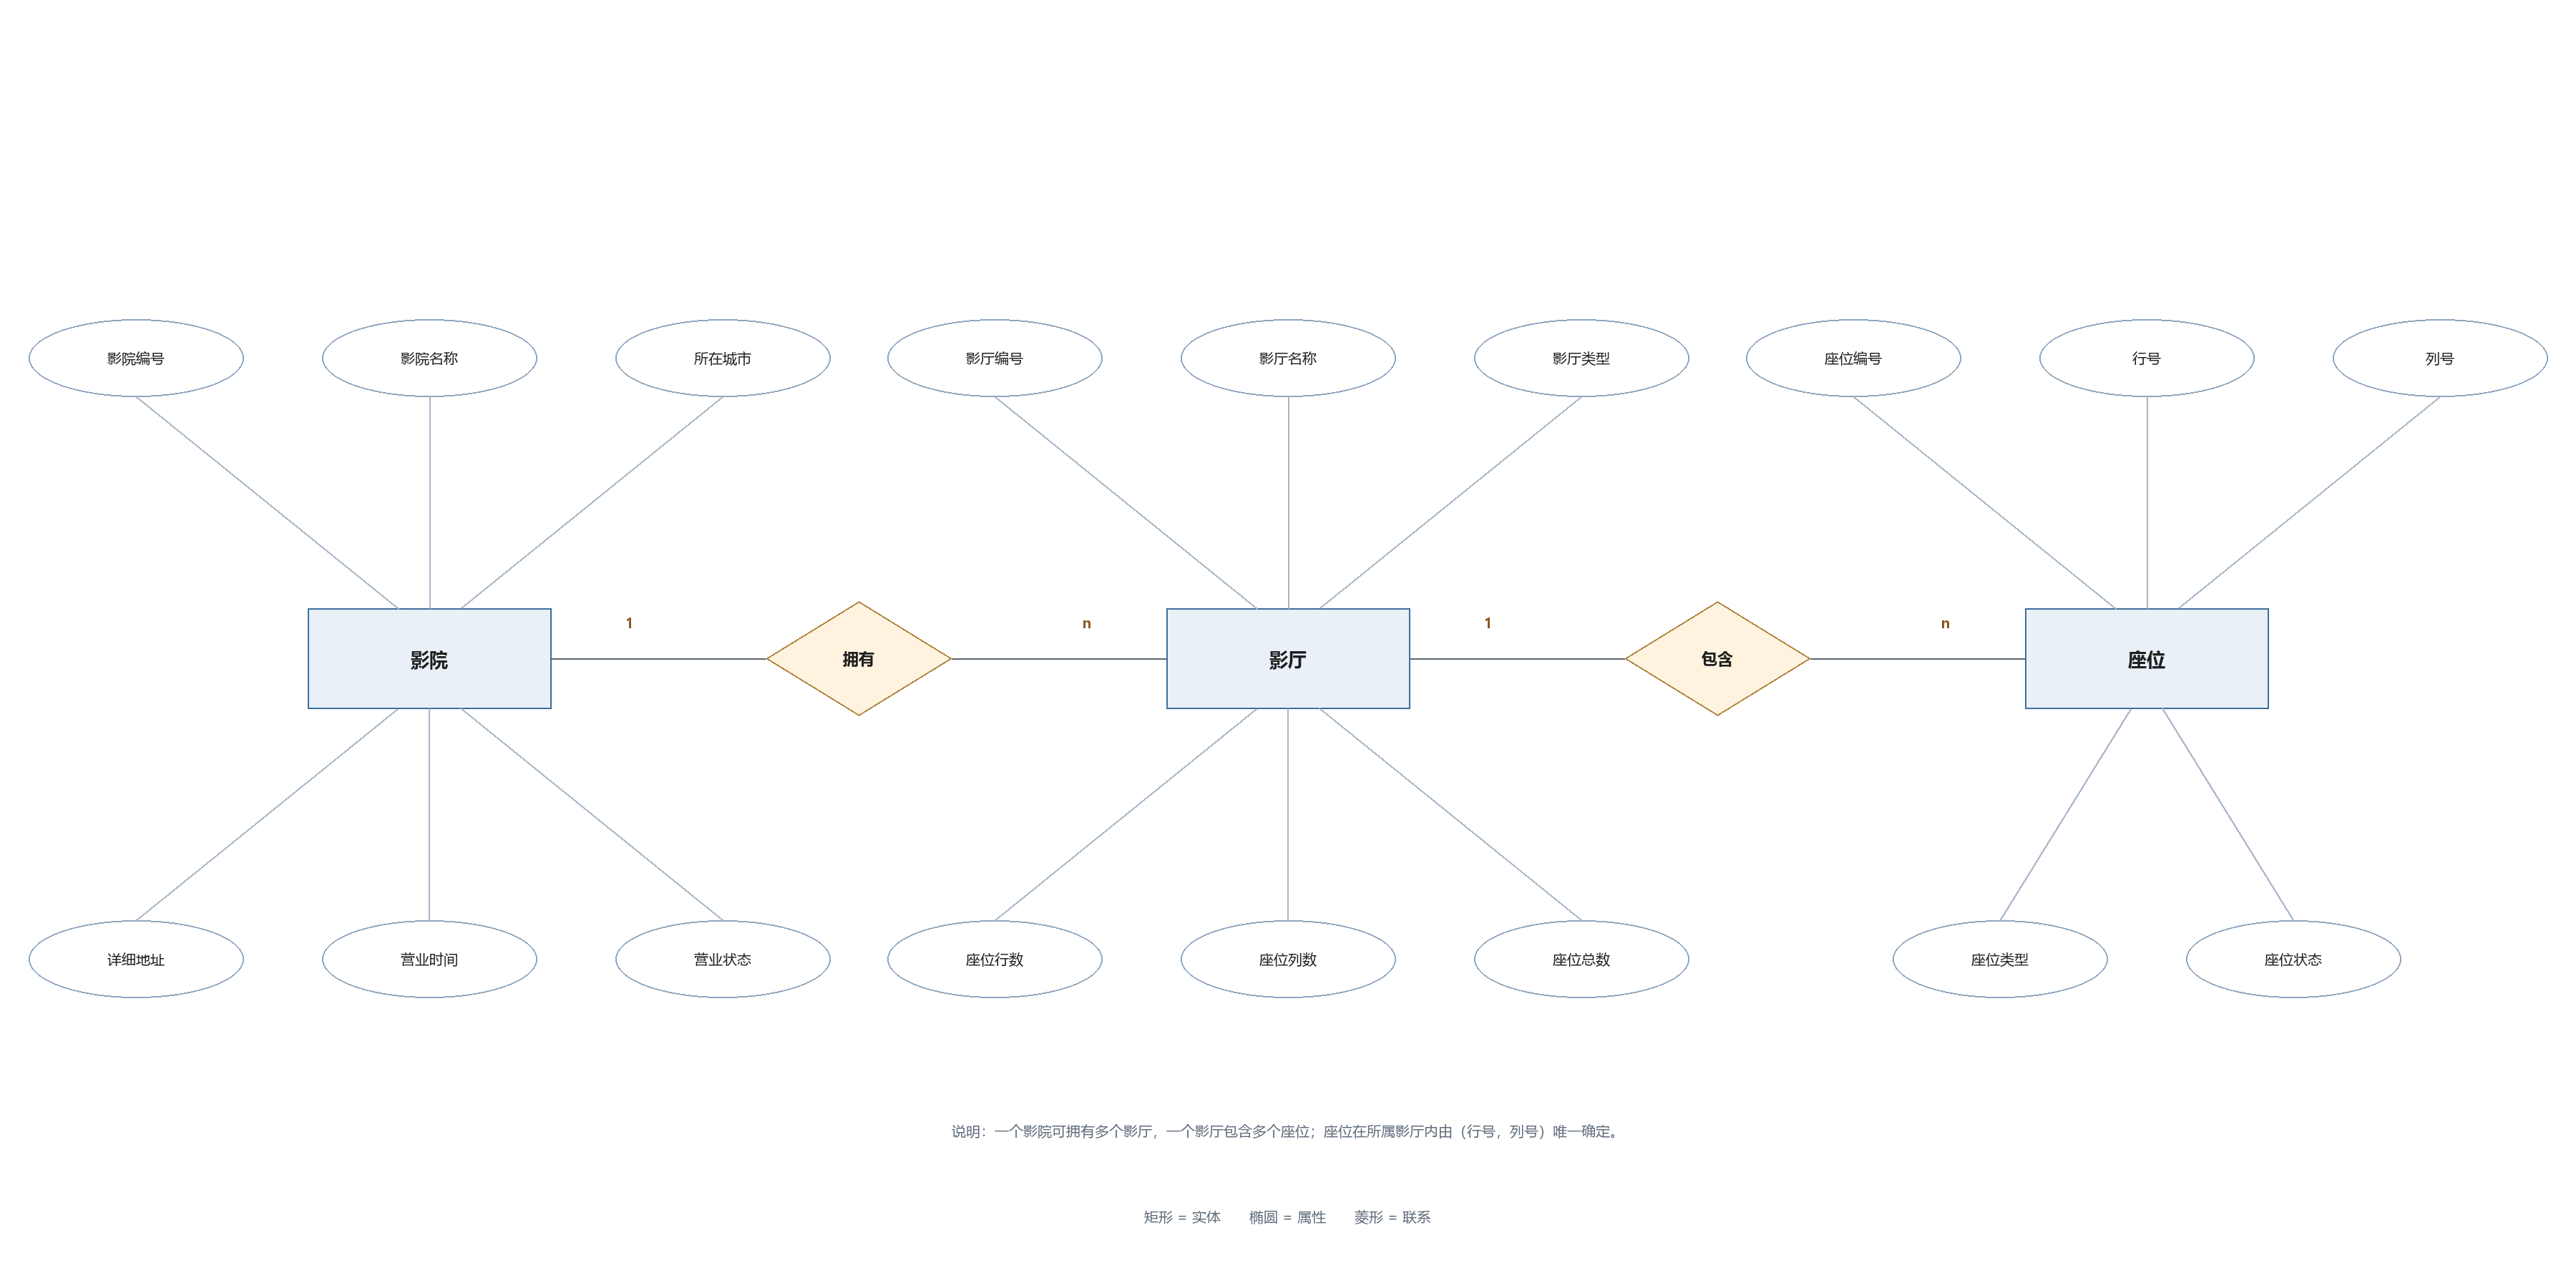 影院编号
影院名称
所在城市
影厅编号
影厅名称
影厅类型
座位编号
行号
列号
影院
1
拥有
n
影厅
1
包含
n
座位
详细地址
营业时间
营业状态
座位行数
座位列数
座位总数
座位类型
座位状态
说明：一个影院可拥有多个影厅，一个影厅包含多个座位；座位在所属影厅内由（行号，列号）唯一确定。
矩形 = 实体 椭圆 = 属性 菱形 = 联系